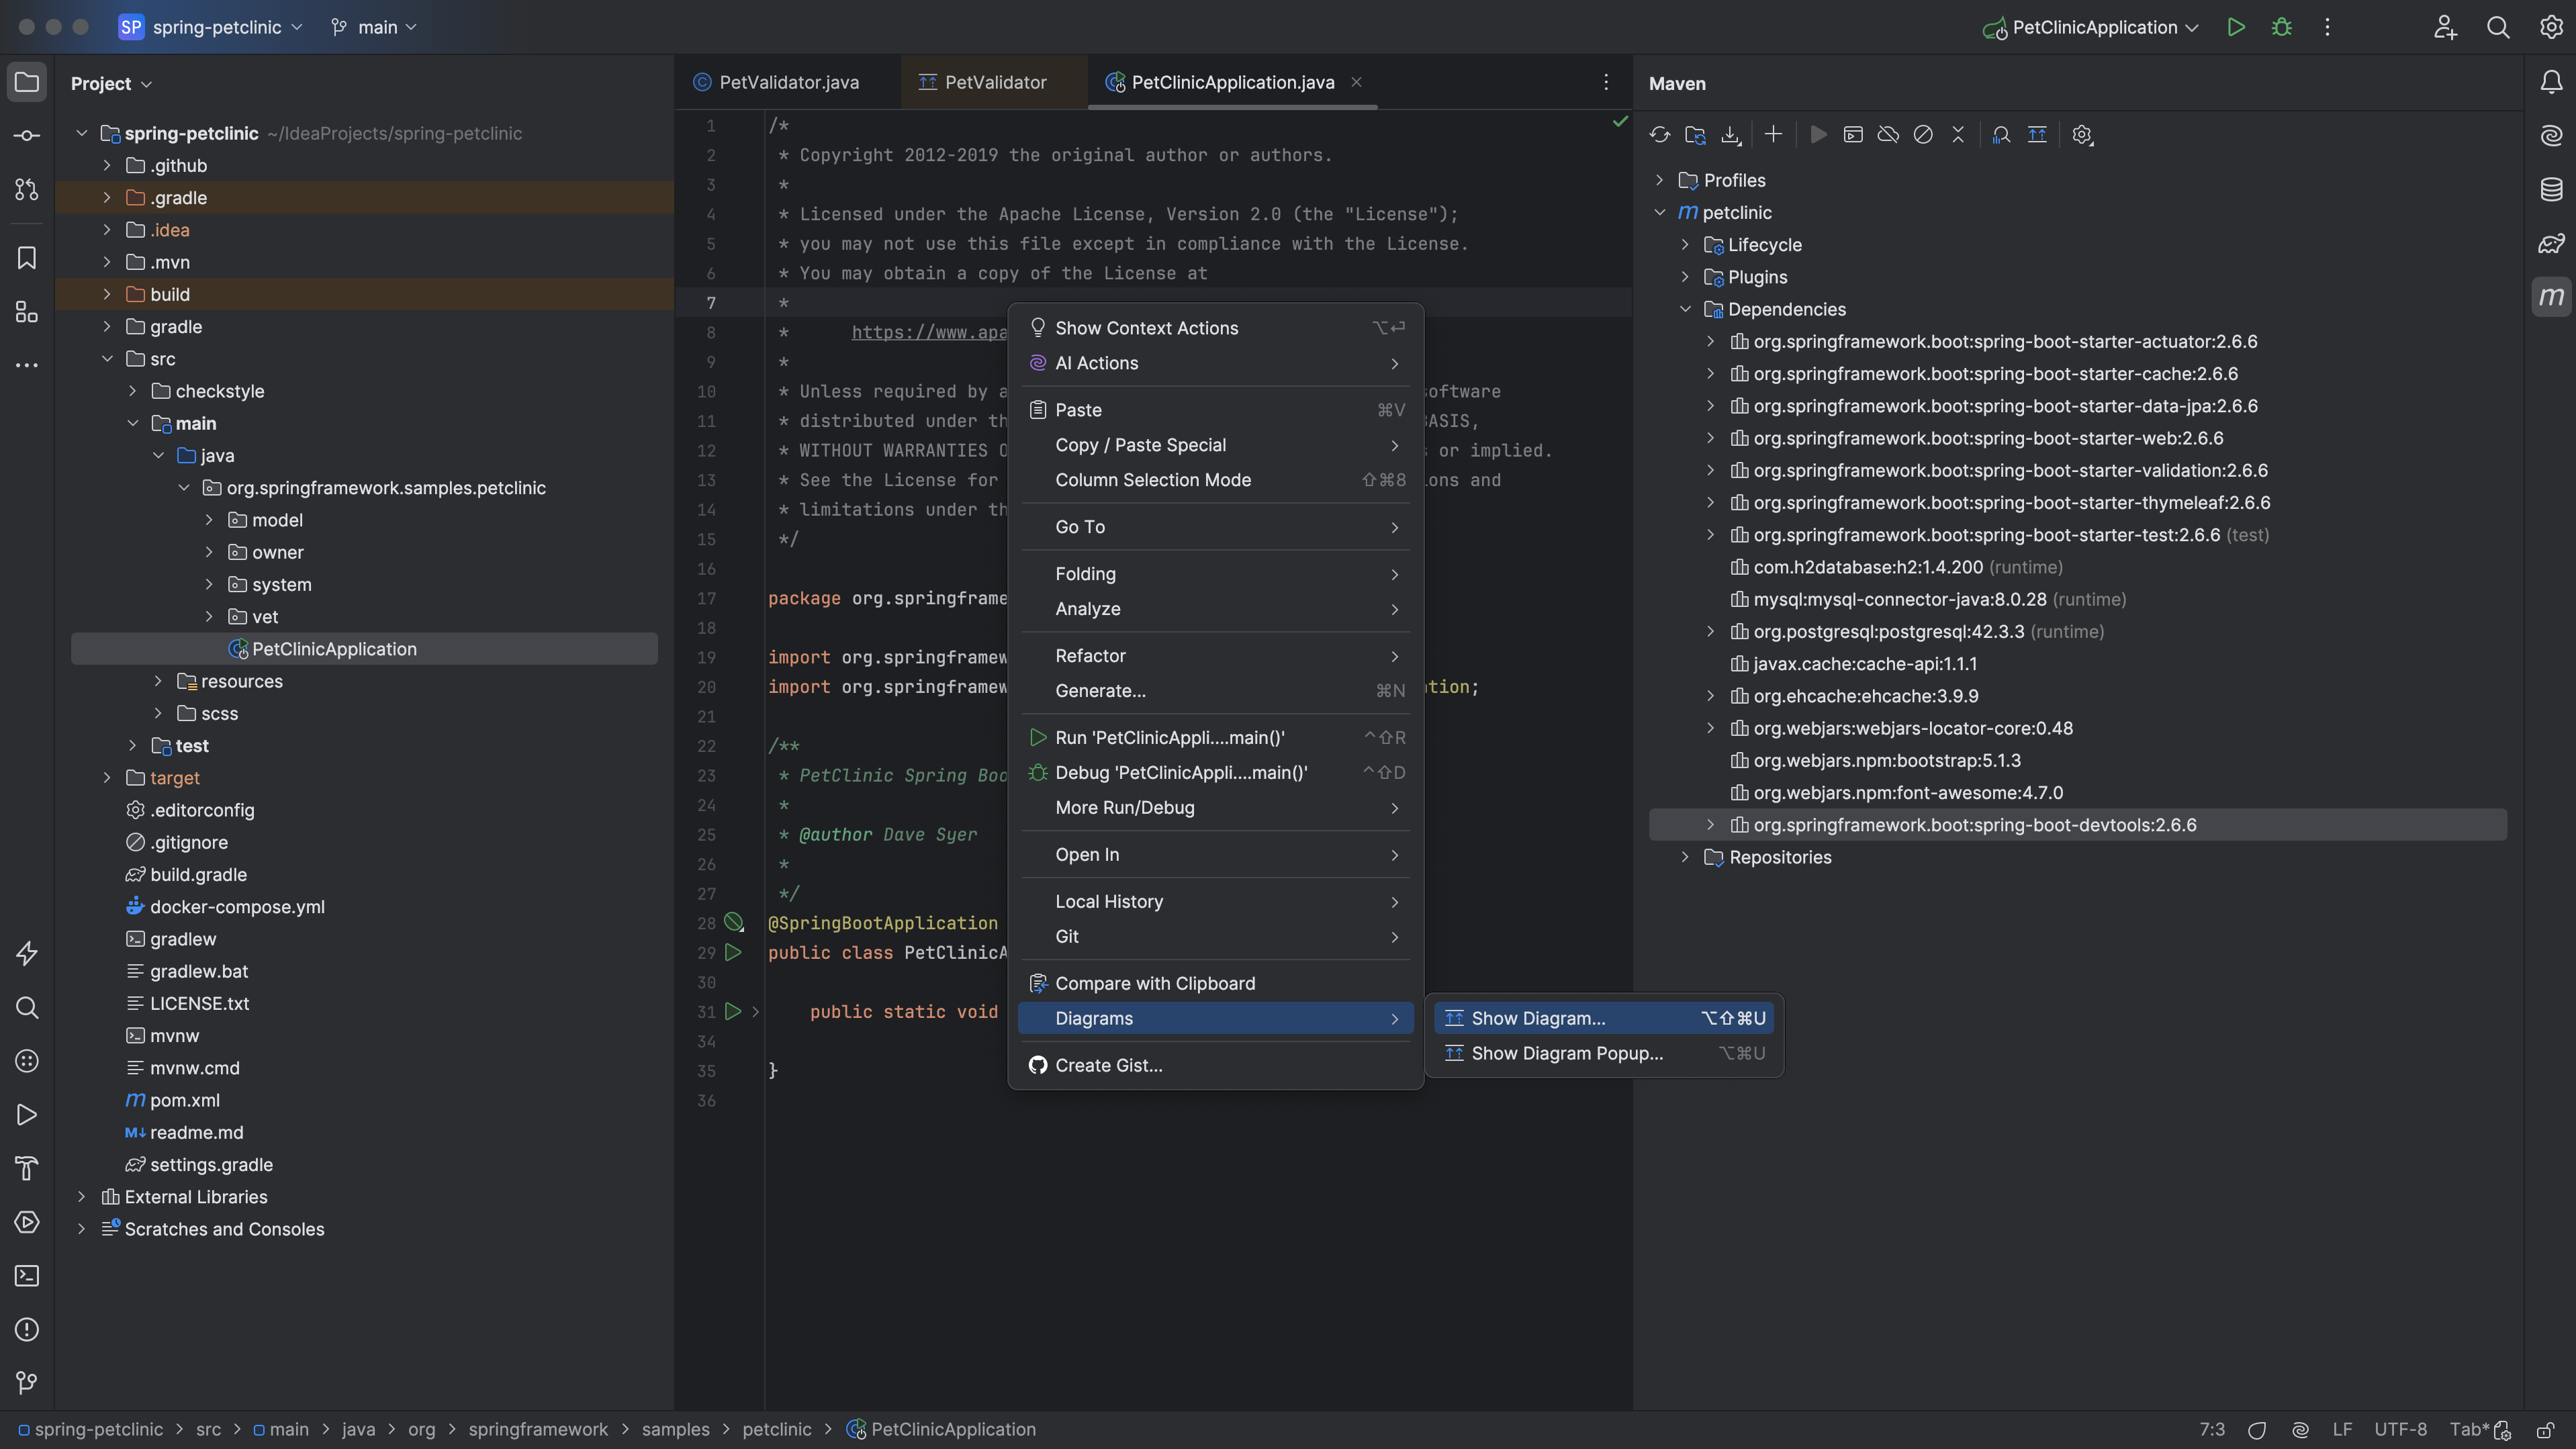 SP spring-petclinic main
PetClinicApplication
Project
spring-petclinic ~/IdeaProjects/spring-petclinic
.github
.gradle
.idea
.mvn
build
gradle
src
checkstyle
main
java
org.springframework.samples.petclinic
model
owner
system
vet
PetClinicApplication
resources
scss
test
target
.editorconfig
.gitignore
build.gradle
docker-compose.yml
gradlew
gradlew.bat
LICENSE.txt
mvnw
mvnw.cmd
m pom.xml
M↓ readme.md
settings.gradle
External Libraries
Scratches and Consoles
PetValidator.java PetValidator PetClinicApplication.java
1 /*
2 * Copyright 2012-2019 the original author or authors.
3 *
4 * Licensed under the Apache License, Version 2.0 (the "License");
5 * you may not use this file except in compliance with the License.
6 * You may obtain a copy of the License at
7 *
8 * https://www.apa
9 *
10 * Unless required by a oftware
11 * distributed under th ASIS,
12 * WITHOUT WARRANTIES O s or implied.
13 * See the License for ons and
14 * limitations under th
15 */
16
17 package org.springframe
18
19 import org.springframew
20 import org.springframew tion;
21
22 /**
23 * PetClinic Spring Boo
24 *
25 * @author Dave Syer
26 *
27 */
28 @SpringBootApplication
29 public class PetClinicA
30
31 public static void
34
35 }
36
Show Context Actions ⌥↩
AI Actions
Paste ⌘V
Copy / Paste Special
Column Selection Mode ⇧⌘8
Go To
Folding
Analyze
Refactor
Generate... ⌘N
Run 'PetClinicAppli....main()' ^⇧R
Debug 'PetClinicAppli....main()' ^⇧D
More Run/Debug
Open In
Local History
Git
Compare with Clipboard
Diagrams
Create Gist...
Show Diagram... ⌥⇧⌘U
Show Diagram Popup... ⌥⌘U
Maven
Profiles
m petclinic
Lifecycle
Plugins
Dependencies
org.springframework.boot:spring-boot-starter-actuator:2.6.6
org.springframework.boot:spring-boot-starter-cache:2.6.6
org.springframework.boot:spring-boot-starter-data-jpa:2.6.6
org.springframework.boot:spring-boot-starter-web:2.6.6
org.springframework.boot:spring-boot-starter-validation:2.6.6
org.springframework.boot:spring-boot-starter-thymeleaf:2.6.6
org.springframework.boot:spring-boot-starter-test:2.6.6 (test)
com.h2database:h2:1.4.200 (runtime)
mysql:mysql-connector-java:8.0.28 (runtime)
org.postgresql:postgresql:42.3.3 (runtime)
javax.cache:cache-api:1.1.1
org.ehcache:ehcache:3.9.9
org.webjars:webjars-locator-core:0.48
org.webjars.npm:bootstrap:5.1.3
org.webjars.npm:font-awesome:4.7.0
org.springframework.boot:spring-boot-devtools:2.6.6
Repositories
m
spring-petclinic > src > main > java > org > springframework > samples > petclinic > PetClinicApplication
7:3 LF UTF-8 Tab*